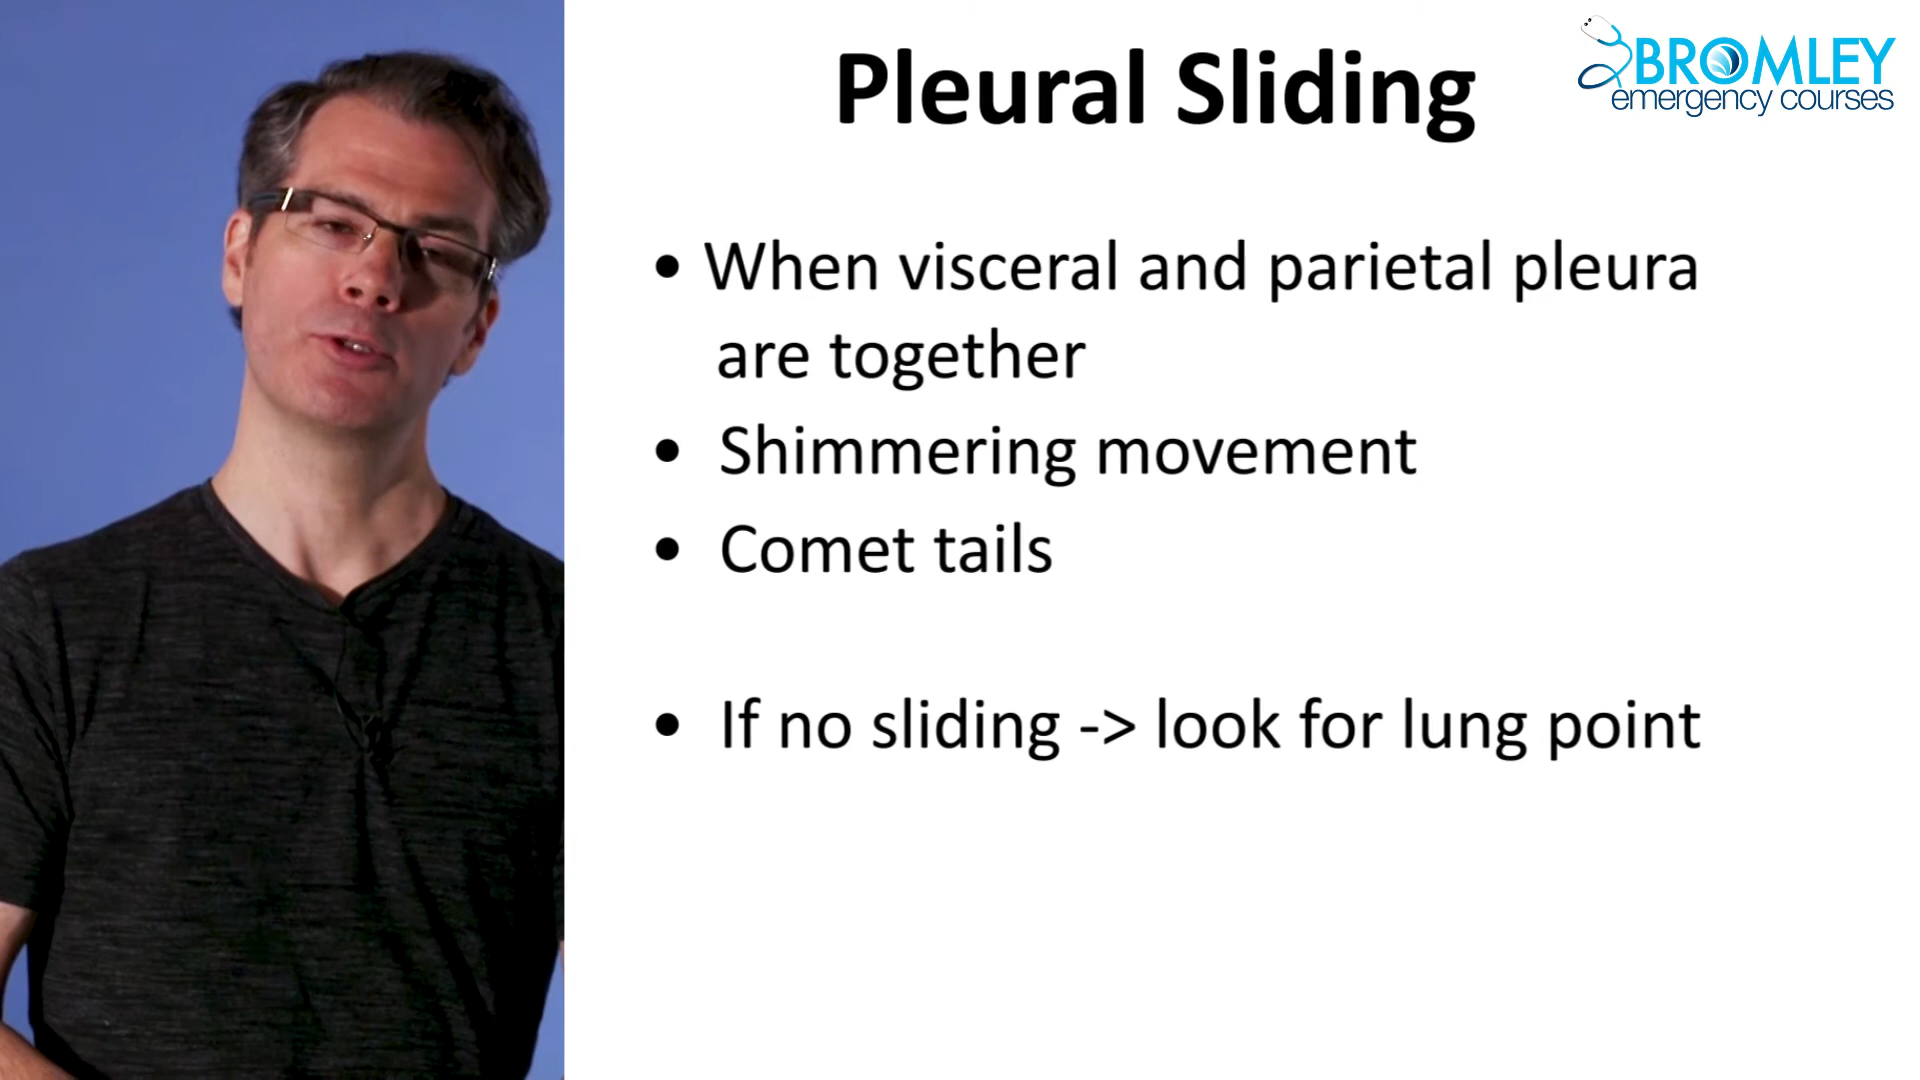 Pleural Sliding
BROMLEY
emergency courses
• When visceral and parietal pleura
are together
• Shimmering movement
• Comet tails
• If no sliding -> look for lung point